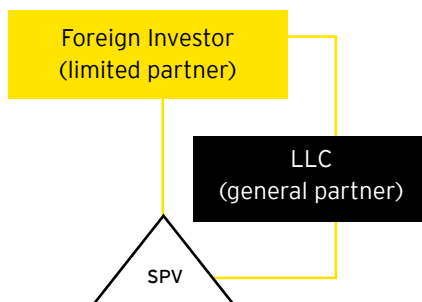 Foreign Investor
(limited partner)
LLC
(general partner)
SPV